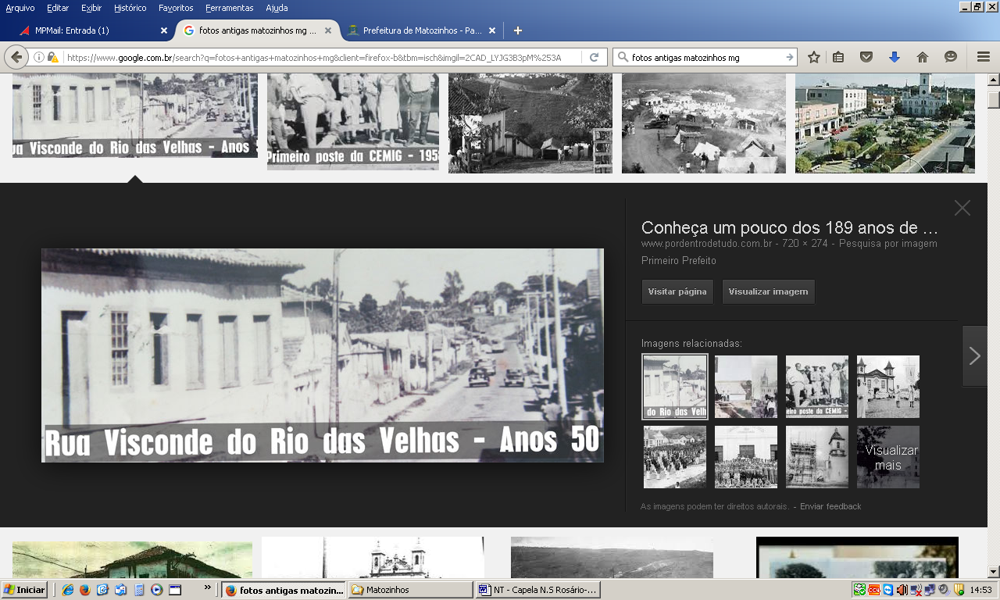 Arquivo Editar Exibir Histórico Favoritos Ferramentas Ajuda
MPMail: Entrada (1)
fotos antigas matozinhos mg ...
Prefeitura de Matozinhos - Pa...
https://www.google.com.br/search?q=fotos+antigas+matozinhos+mg&client=firefox-b&tbm=isch&imgil=2CAD_LYJG3B3pM%253A
fotos antigas matozinhos mg
ua Visconde do Rio das Velhas - Anos 5
Primeiro poste da CEMIG - 1958
Conheça um pouco dos 189 anos de ...
www.pordentrodetudo.com.br - 720 × 274 - Pesquisa por imagem
Primeiro Prefeito
Visitar página
Visualizar imagem
Rua Visconde do Rio das Velhas - Anos 50
Imagens relacionadas:
do Rio das Velh
eiro poste da CEMIG -
Visualizar
mais
As imagens podem ter direitos autorais. - Enviar feedback
Iniciar
fotos antigas matozin...
Matozinhos
NT - Capela N.S Rosário-...
14:53